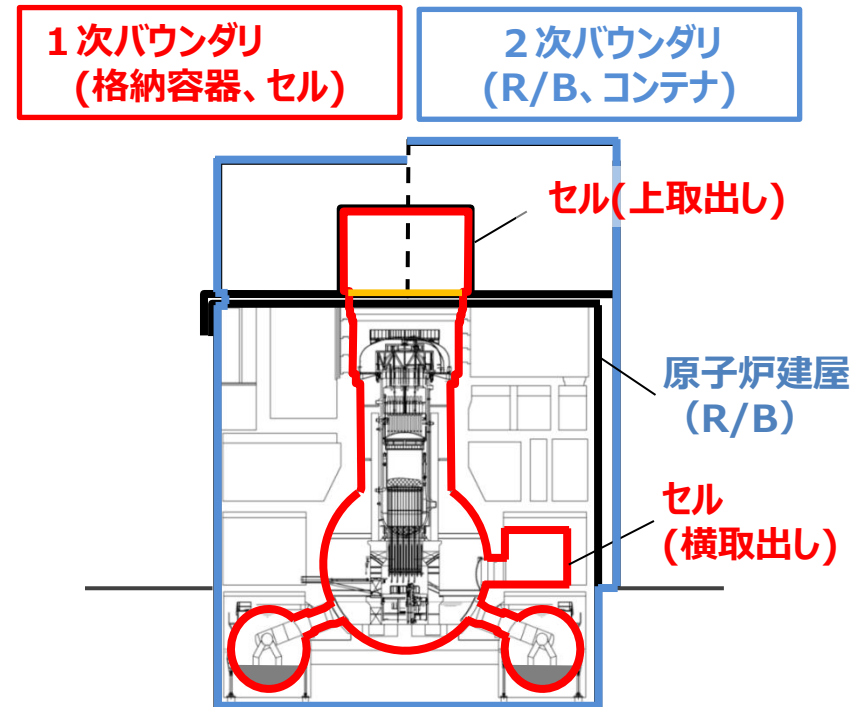 １次バウンダリ
(格納容器、セル)
２次バウンダリ
(R/B、コンテナ)
セル(上取出し)
原子炉建屋
（R/B）
セル
(横取出し)